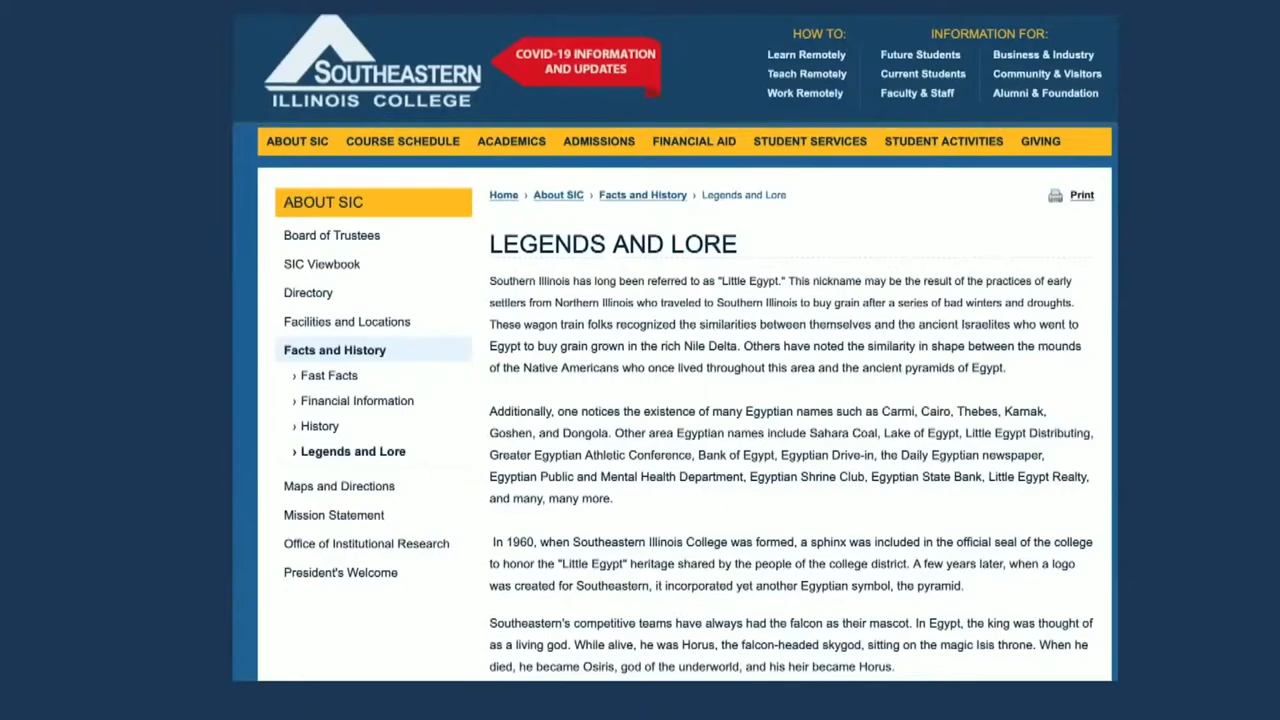 SOUTHEASTERN
ILLINOIS COLLEGE
COVID-19 INFORMATION
AND UPDATES
HOW TO:
Learn Remotely
Teach Remotely
Work Remotely
INFORMATION FOR:
Future Students
Current Students
Faculty & Staff
Business & Industry
Community & Visitors
Alumni & Foundation
ABOUT SIC COURSE SCHEDULE ACADEMICS ADMISSIONS FINANCIAL AID STUDENT SERVICES STUDENT ACTIVITIES GIVING
ABOUT SIC
Board of Trustees
SIC Viewbook
Directory
Facilities and Locations
Facts and History
› Fast Facts
› Financial Information
› History
› Legends and Lore
Maps and Directions
Mission Statement
Office of Institutional Research
President's Welcome
Home › About SIC › Facts and History › Legends and Lore
Print
LEGENDS AND LORE
Southern Illinois has long been referred to as "Little Egypt." This nickname may be the result of the practices of early
settlers from Northern Illinois who traveled to Southern Illinois to buy grain after a series of bad winters and droughts.
These wagon train folks recognized the similarities between themselves and the ancient Israelites who went to
Egypt to buy grain grown in the rich Nile Delta. Others have noted the similarity in shape between the mounds
of the Native Americans who once lived throughout this area and the ancient pyramids of Egypt.
Additionally, one notices the existence of many Egyptian names such as Carmi, Cairo, Thebes, Karnak,
Goshen, and Dongola. Other area Egyptian names include Sahara Coal, Lake of Egypt, Little Egypt Distributing,
Greater Egyptian Athletic Conference, Bank of Egypt, Egyptian Drive-in, the Daily Egyptian newspaper,
Egyptian Public and Mental Health Department, Egyptian Shrine Club, Egyptian State Bank, Little Egypt Realty,
and many, many more.
In 1960, when Southeastern Illinois College was formed, a sphinx was included in the official seal of the college
to honor the "Little Egypt" heritage shared by the people of the college district. A few years later, when a logo
was created for Southeastern, it incorporated yet another Egyptian symbol, the pyramid.
Southeastern's competitive teams have always had the falcon as their mascot. In Egypt, the king was thought of
as a living god. While alive, he was Horus, the falcon-headed skygod, sitting on the magic Isis throne. When he
died, he became Osiris, god of the underworld, and his heir became Horus.